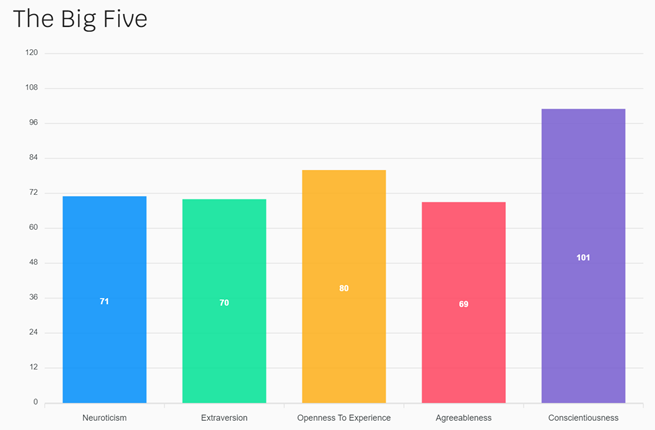 The Big Five
120
108
96
84
72
60
48
36
24
12
0
71
70
80
69
101
Neuroticism
Extraversion
Openness To Experience
Agreeableness
Conscientiousness